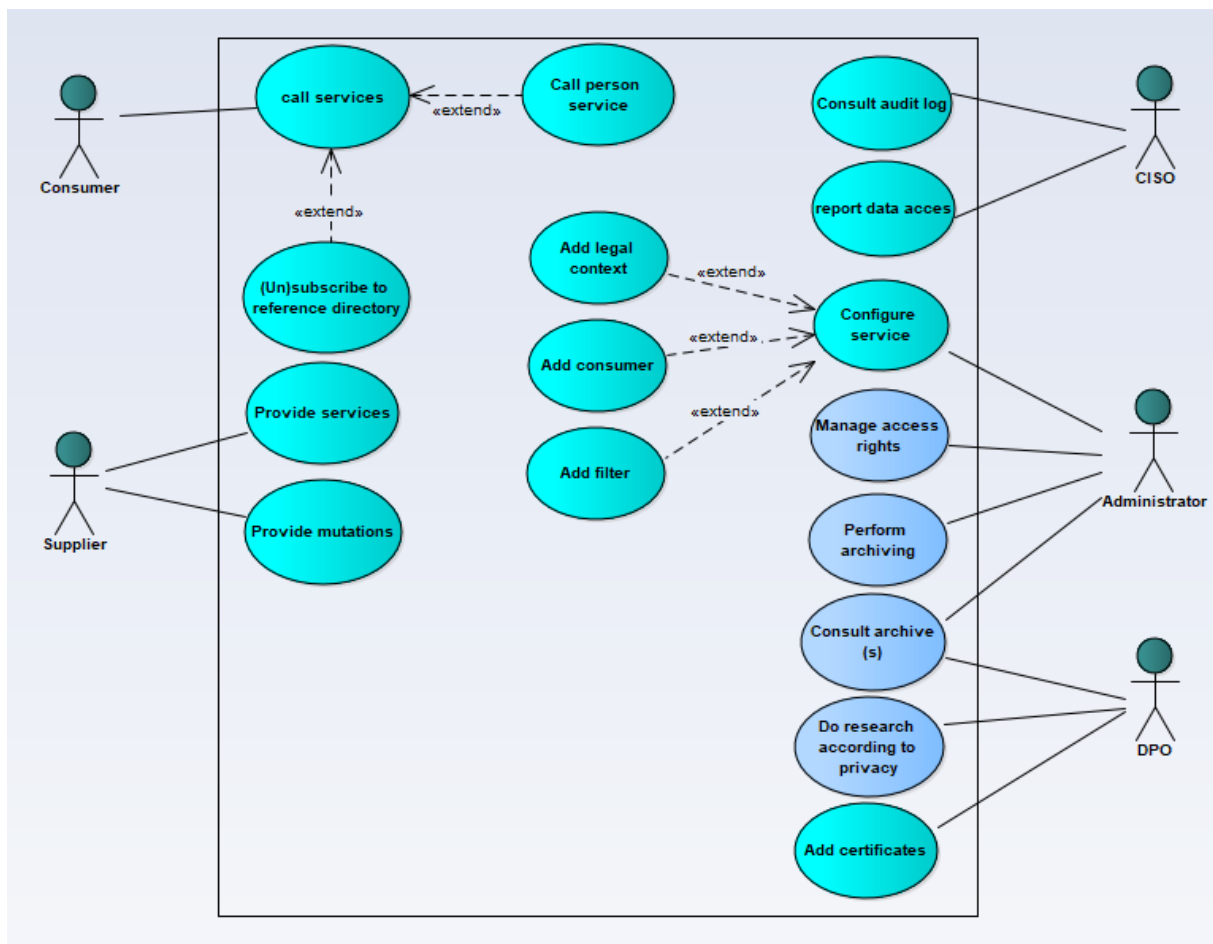 Consumer
call services
«extend»
Call person
service
«extend»
(Un)subscribe to
reference directory
Supplier
Provide services
Provide mutations
Add legal
context
«extend»
Add consumer
«extend»
Add filter
«extend»
Consult audit log
report data acces
CISO
Configure
service
Manage access
rights
Perform
archiving
Consult archive
(s)
Administrator
Do research
according to
privacy
Add certificates
DPO